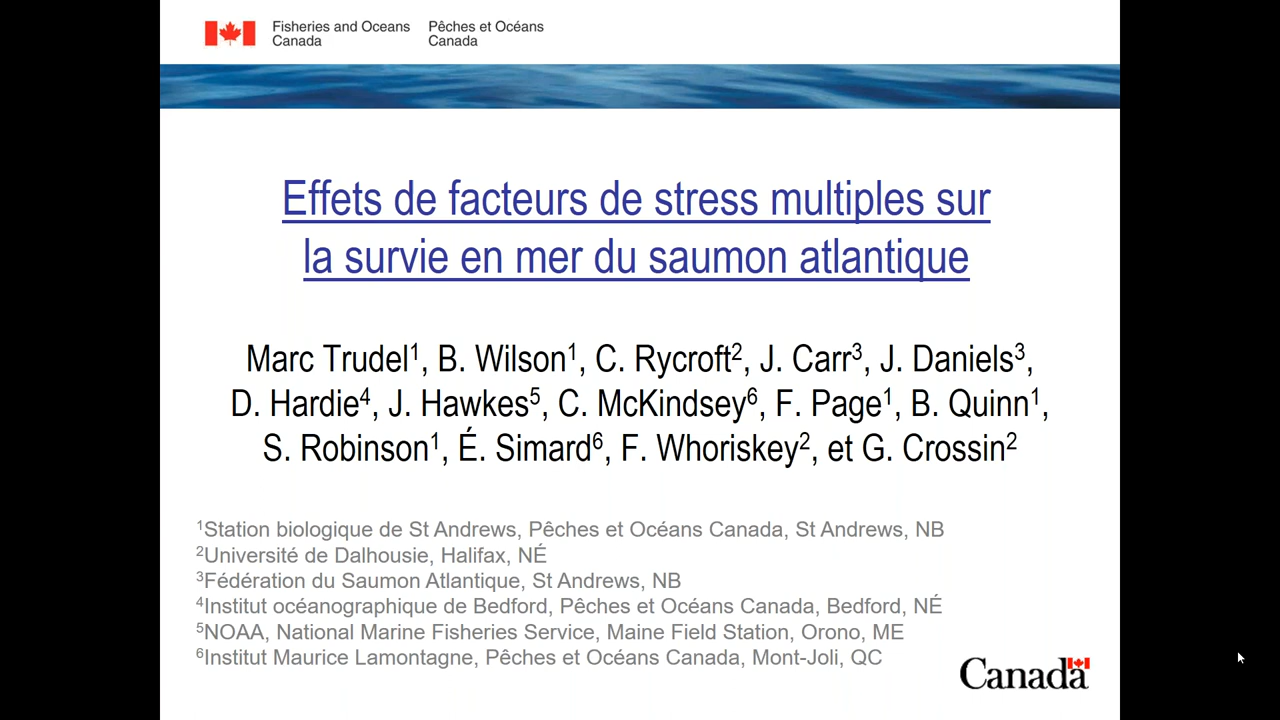 Fisheries and Oceans Pêches et Océans
Canada Canada
Effets de facteurs de stress multiples sur
la survie en mer du saumon atlantique
Marc Trudel¹, B. Wilson¹, C. Rycroft², J. Carr³, J. Daniels³,
D. Hardie⁴, J. Hawkes⁵, C. McKindsey⁶, F. Page¹, B. Quinn¹,
S. Robinson¹, É. Simard⁶, F. Whoriskey², et G. Crossin²
¹Station biologique de St Andrews, Pêches et Océans Canada, St Andrews, NB
²Université de Dalhousie, Halifax, NÉ
³Fédération du Saumon Atlantique, St Andrews, NB
⁴Institut océanographique de Bedford, Pêches et Océans Canada, Bedford, NÉ
⁵NOAA, National Marine Fisheries Service, Maine Field Station, Orono, ME
⁶Institut Maurice Lamontagne, Pêches et Océans Canada, Mont-Joli, QC
Canada